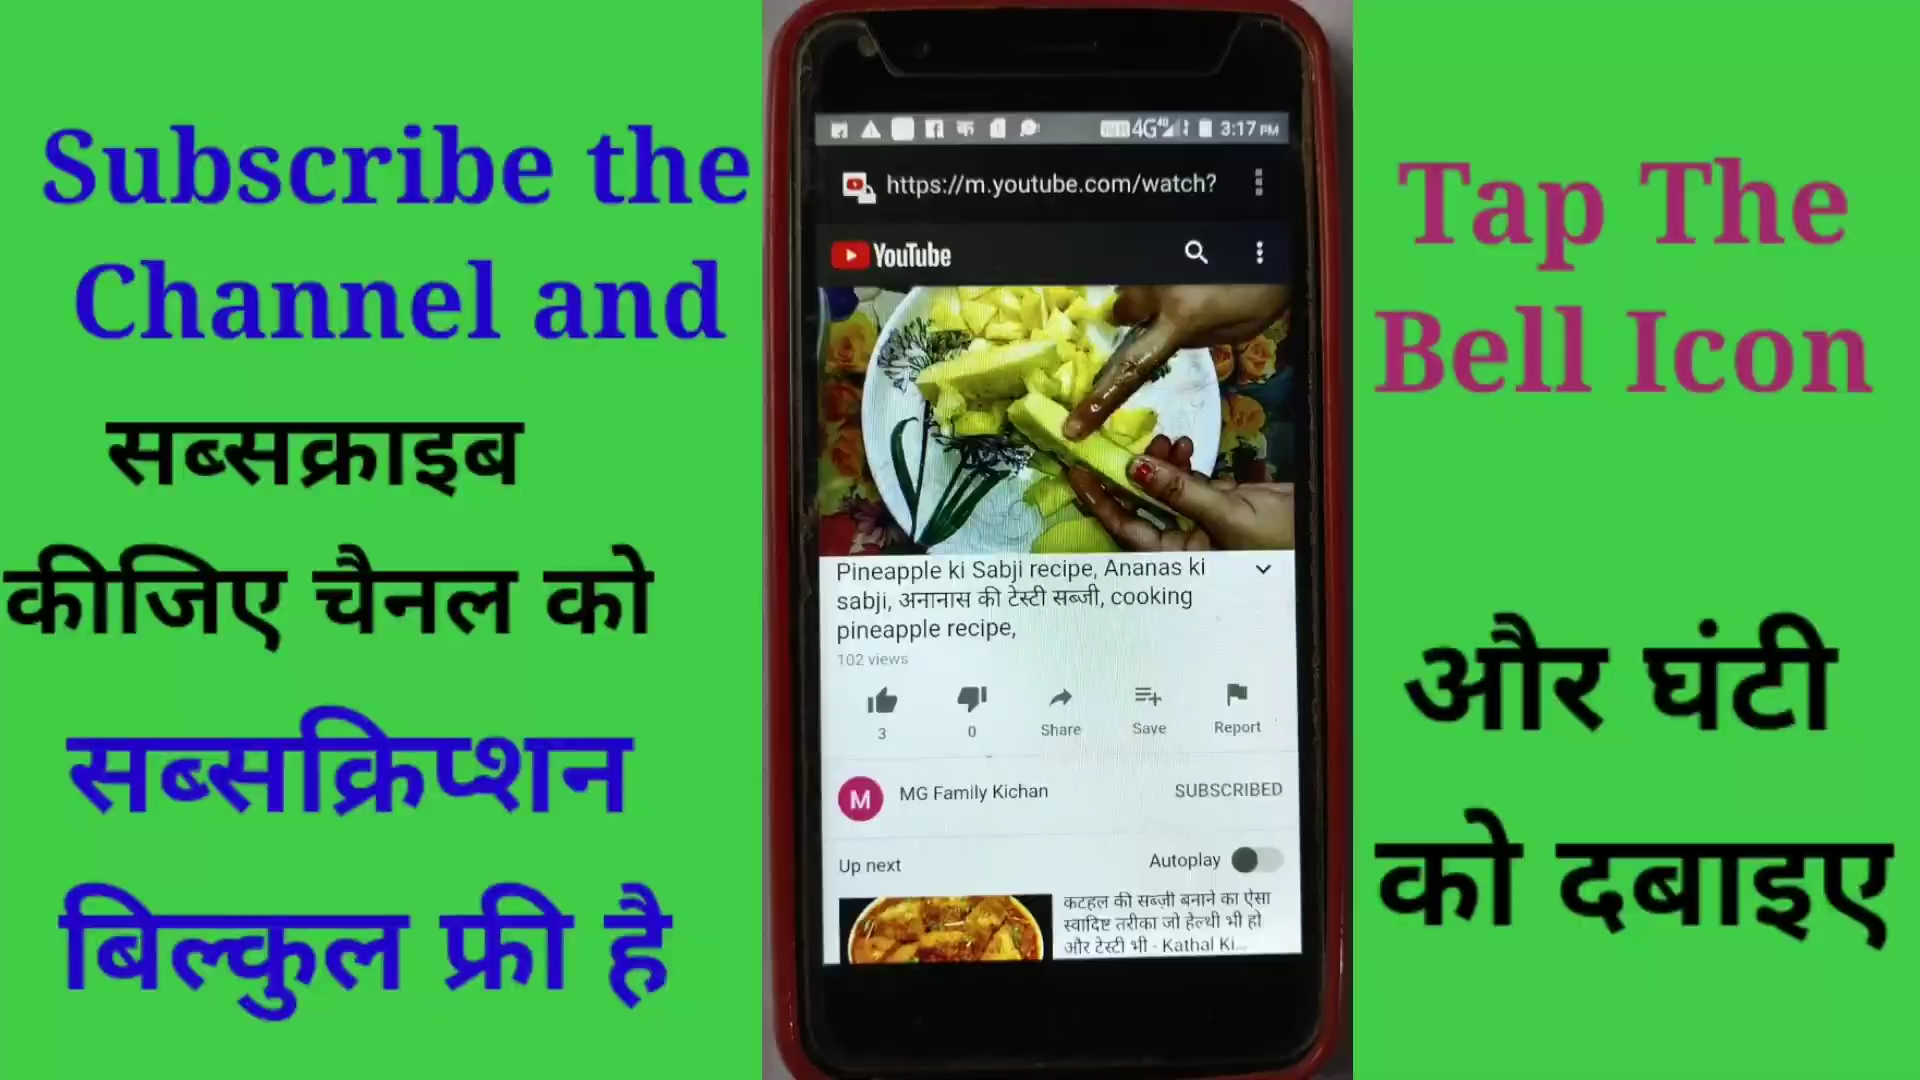 Subscribe the
Channel and
सब्सक्राइब
कीजिए चैनल को
सब्सक्रिप्शन
बिल्कुल फ्री है
3:17 PM
https://m.youtube.com/watch?
YouTube
Pineapple ki Sabji recipe, Ananas ki
sabji, अनानास की टेस्टी सब्जी, cooking
pineapple recipe,
102 views
3
0
Share
Save
Report
M
MG Family Kichan
SUBSCRIBED
Up next
Autoplay
कटहल की सब्ज़ी बनाने का ऐसा
स्वादिष्ट तरीका जो हेल्थी भी हो
और टेस्टी भी - Kathal Ki...
Tap The
Bell Icon
और घंटी
को दबाइए